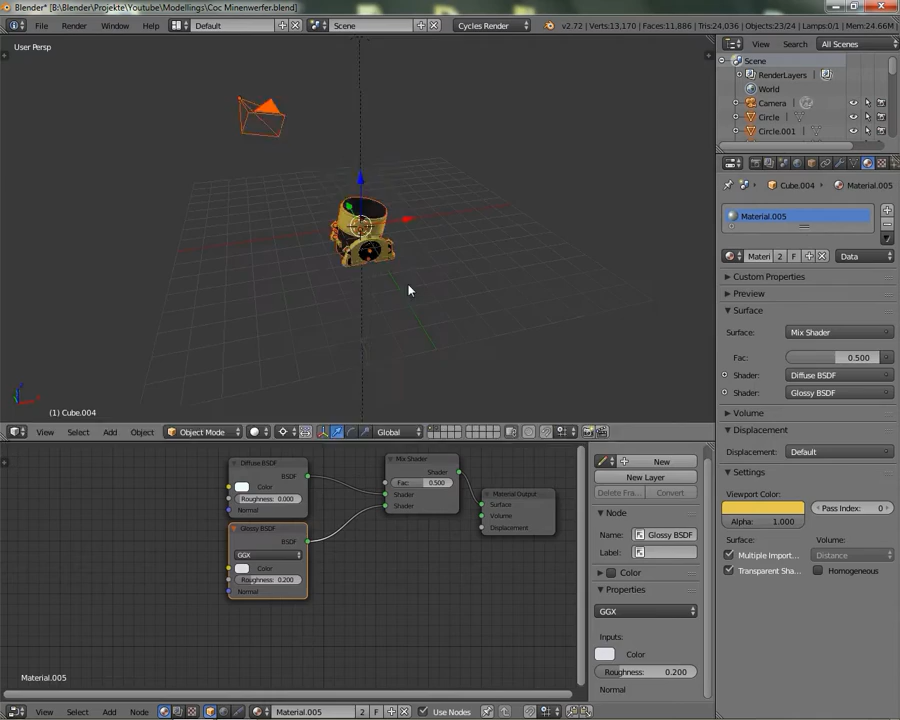 Blender* [B:\Blender\Projekte\Youtube\Modellings\Coc Minenwerfer.blend]
File Render Window Help Default Scene Cycles Render v2.72 | Verts:13,170 | Faces:11,886 | Tris:24,036 | Objects:23/24 | Lamps:0/1 | Mem:24.66M
View Search All Scenes
User Persp
Scene
RenderLayers
World
Camera
Circle
Circle.001
Cube.004 Material.005
Material.005
Materi 2 F Data
Custom Properties
Preview
Surface
Surface: Mix Shader
Fac: 0.500
Shader: Diffuse BSDF
Shader: Glossy BSDF
Volume
Displacement
Displacement: Default
Settings
Viewport Color:
Pass Index: 0
Alpha: 1.000
Surface: Volume:
Multiple Import... Distance
Transparent Sha... Homogeneous
(1) Cube.004
View Select Add Object Object Mode Global
Diffuse BSDF
BSDF
Color
Roughness: 0.000
Normal
Glossy BSDF
BSDF
GGX
Color
Roughness: 0.200
Normal
Mix Shader
Shader
Fac: 0.500
Shader
Shader
Material Output
Surface
Volume
Displacement
New
New Layer
Delete Fra... Convert
Node
Name: Glossy BSDF
Label:
Color
Properties
GGX
Inputs:
Color
Roughness: 0.200
Normal
Material.005
View Select Add Node Material.005 2 F Use Nodes